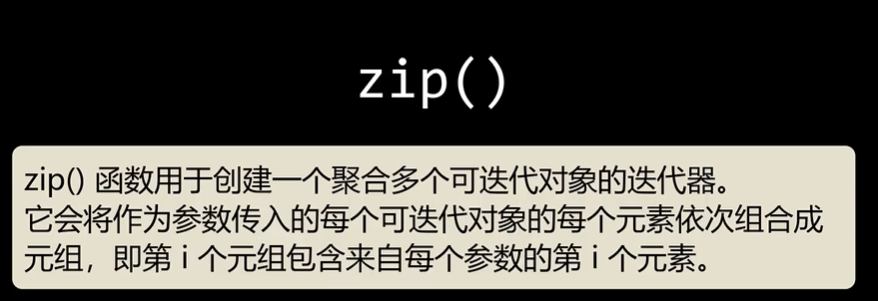 zip()
zip() 函数用于创建一个聚合多个可迭代对象的迭代器。
它会将作为参数传入的每个可迭代对象的每个元素依次组合成
元组，即第 i 个元组包含来自每个参数的第 i 个元素。